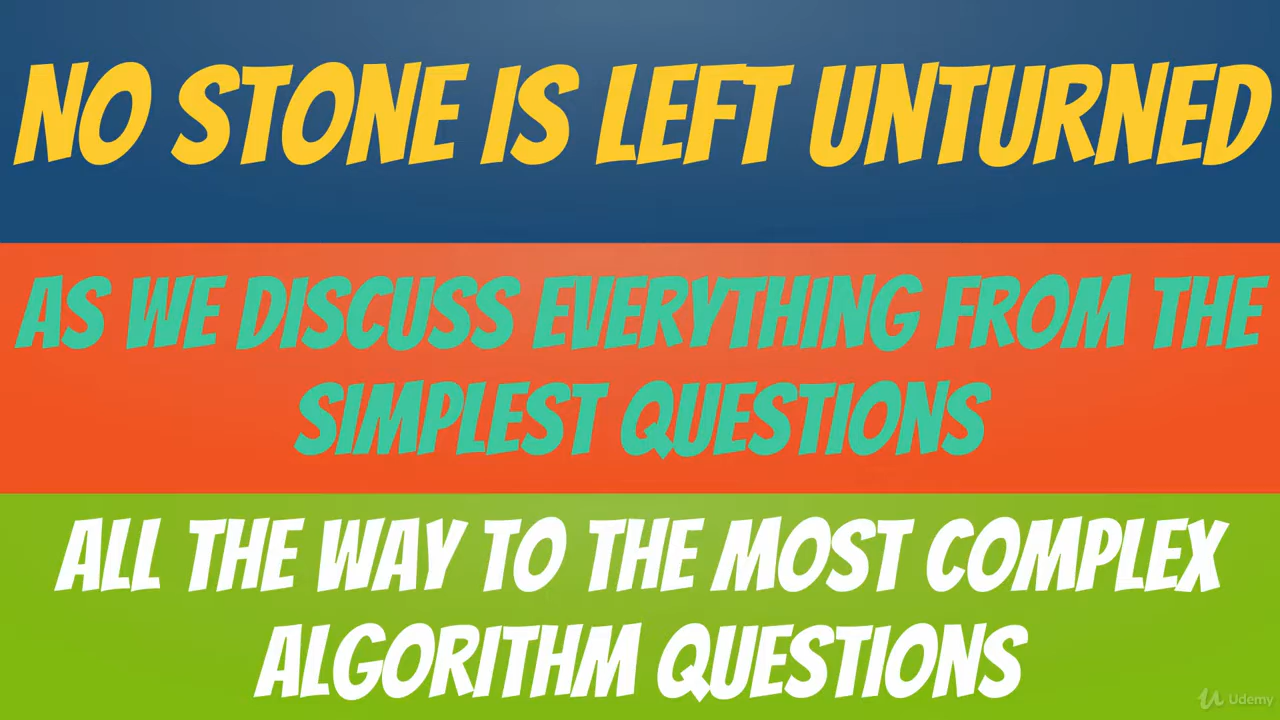 NO STONE IS LEFT UNTURNED
AS WE DISCUSS EVERYTHING FROM THE
SIMPLEST QUESTIONS
ALL THE WAY TO THE MOST COMPLEX
ALGORITHM QUESTIONS
Udemy